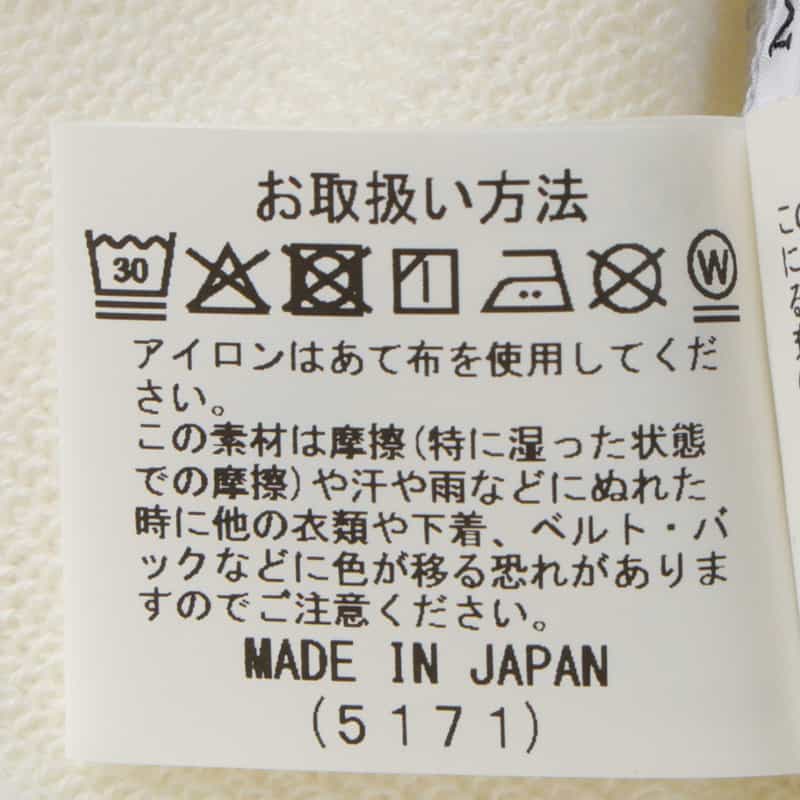 お取扱い方法
30 W
アイロンはあて布を使用してくだ
さい。
この素材は摩擦(特に湿った状態
での摩擦)や汗や雨などにぬれた
時に他の衣類や下着、ベルト・バ
ックなどに色が移る恐れがありま
すのでご注意ください。
MADE IN JAPAN
(5171)
2
こ
に
る